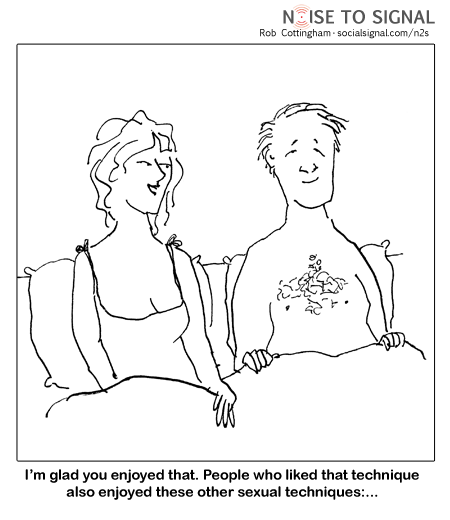 NOISE TO SIGNAL
Rob Cottingham · socialsignal.com/n2s
I'm glad you enjoyed that. People who liked that technique
also enjoyed these other sexual techniques:...